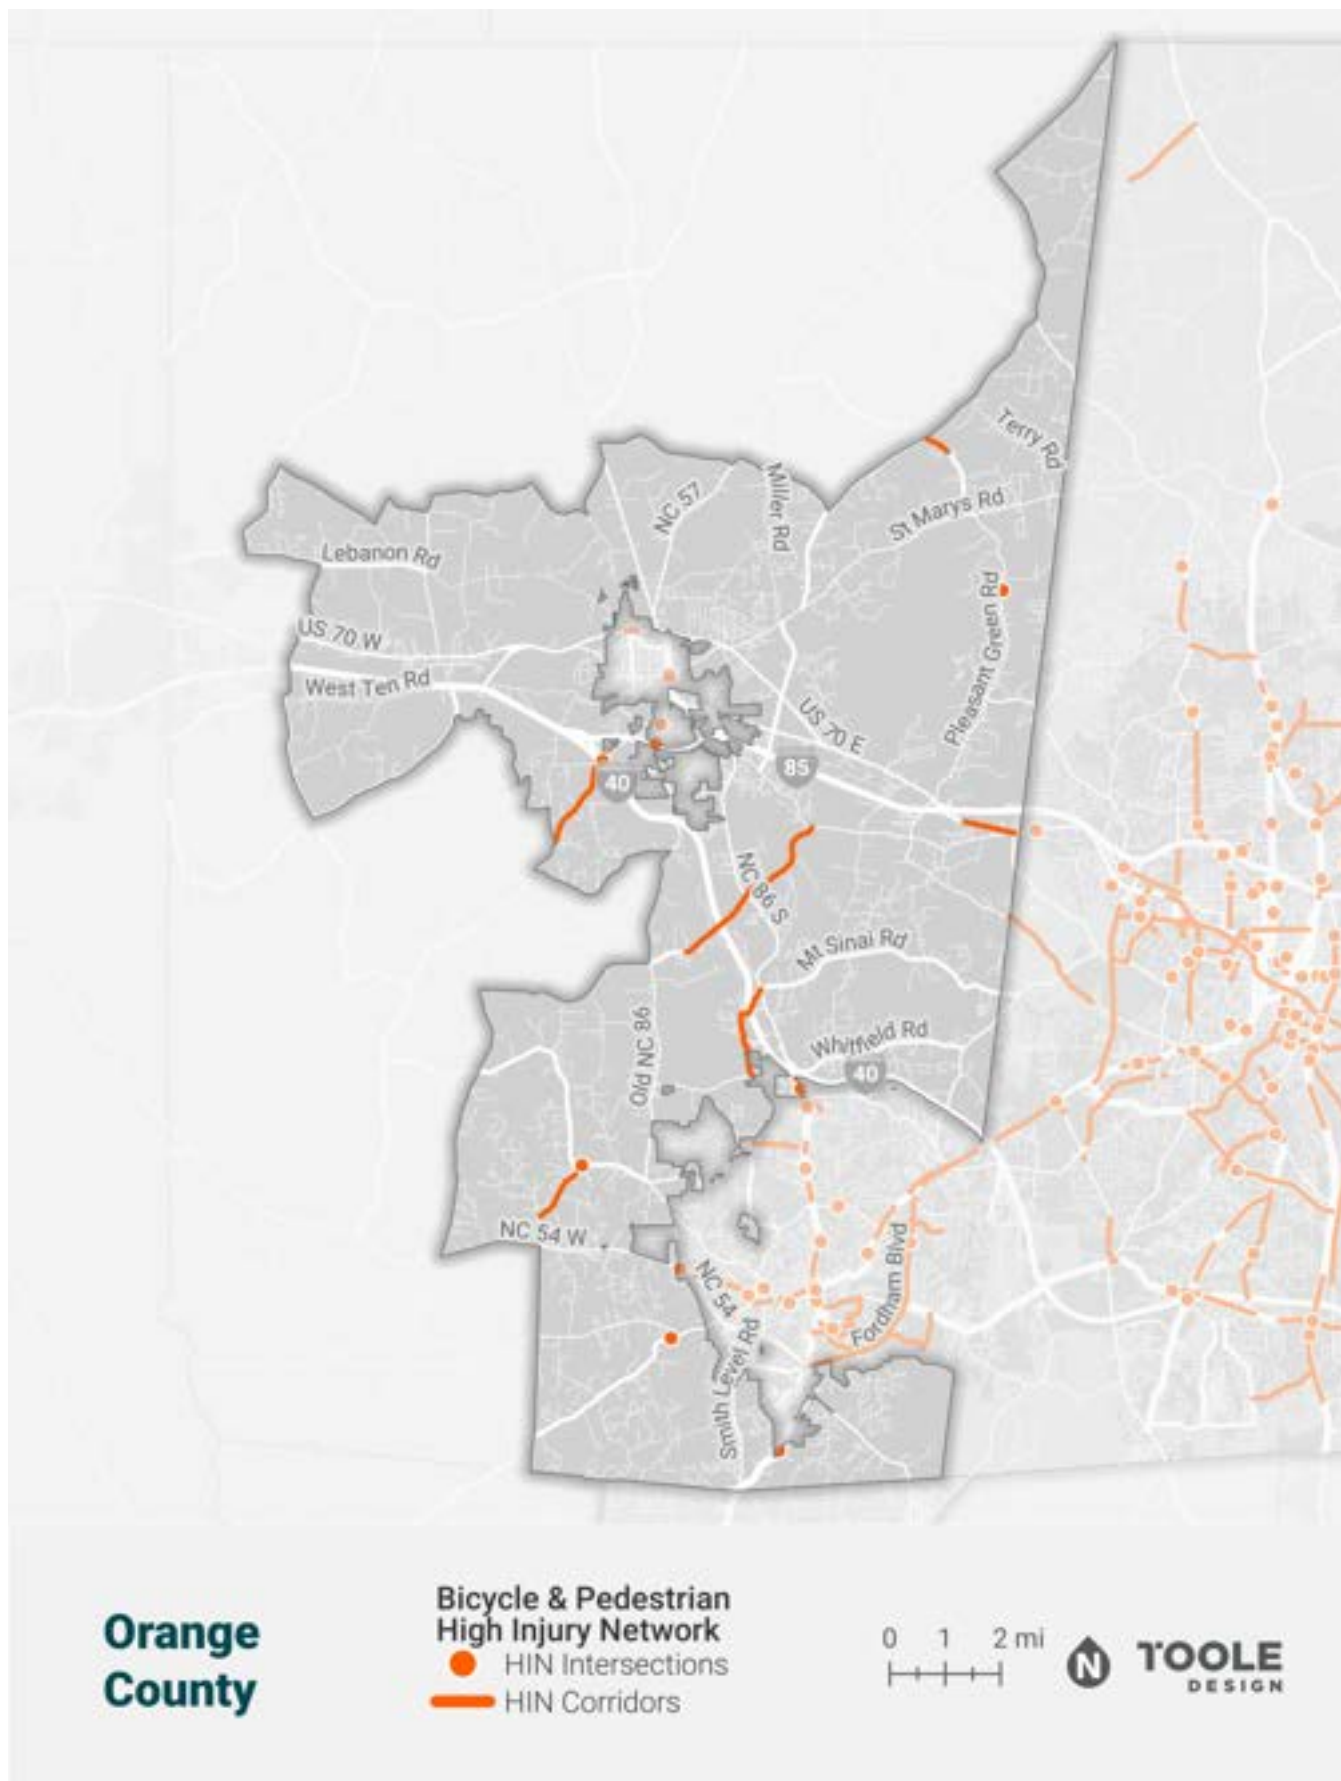 Terry Rd
NC 57
Miller Rd
St Marys Rd
Lebanon Rd
Pleasant Green Rd
US 70 W
West Ten Rd
US 70 E
85
40
NC 86 S
Mt Sinai Rd
Old NC 86
Whitfield Rd
40
NC 54 W
NC 54
Fordham Blvd
Smith Level Rd
Orange
County
Bicycle & Pedestrian
High Injury Network
HIN Intersections
HIN Corridors
0 1 2 mi
N
TOOLE
DESIGN